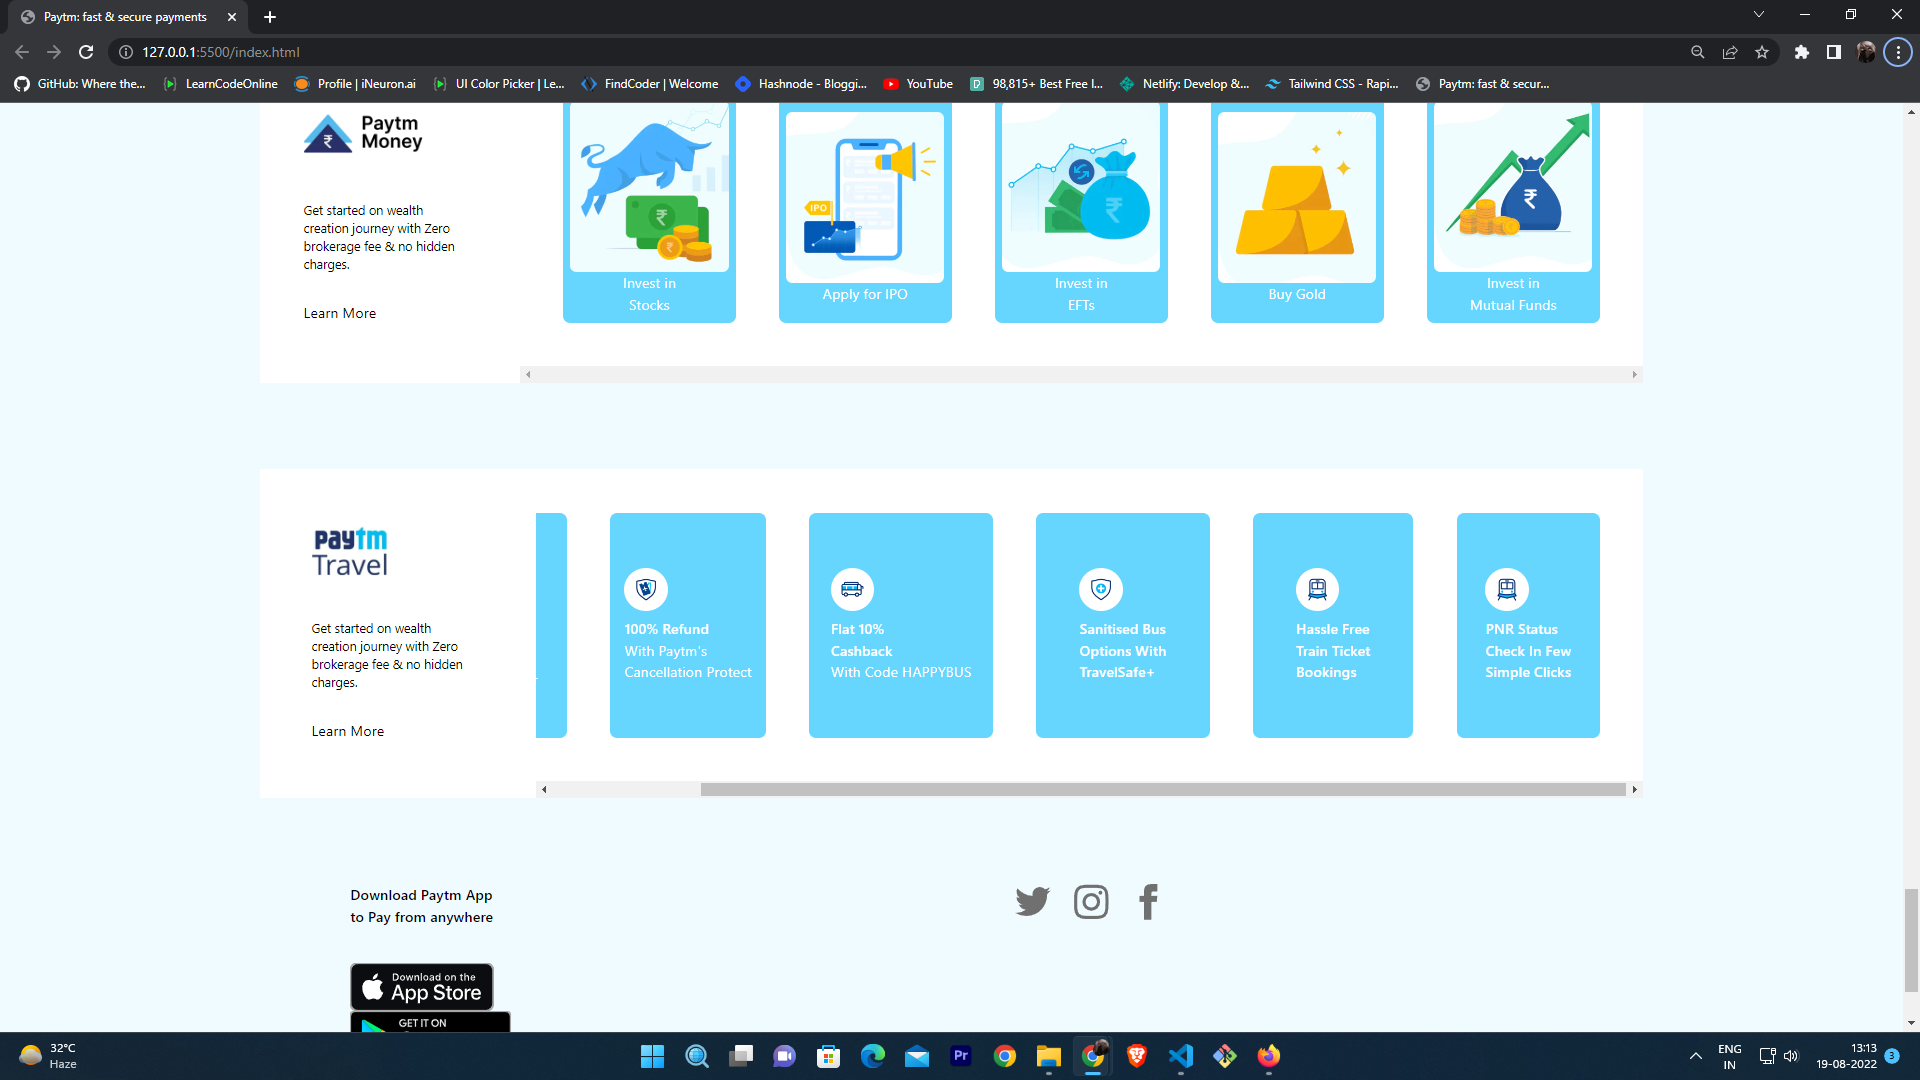 Paytm: fast & secure payments
127.0.0.1:5500/index.html
GitHub: Where the...
LearnCodeOnline
Profile | iNeuron.ai
UI Color Picker | Le...
FindCoder | Welcome
Hashnode - Bloggi...
YouTube
98,815+ Best Free I...
Netlify: Develop &...
Tailwind CSS - Rapi...
Paytm: fast & secur...
Paytm
Money
Get started on wealth
creation journey with Zero
brokerage fee & no hidden
charges.
Learn More
Invest in
Stocks
IPO
Apply for IPO
Invest in
EFTs
Buy Gold
Invest in
Mutual Funds
paytm
Travel
Get started on wealth
creation journey with Zero
brokerage fee & no hidden
charges.
Learn More
100% Refund
With Paytm's
Cancellation Protect
Flat 10%
Cashback
With Code HAPPYBUS
Sanitised Bus
Options With
TravelSafe+
Hassle Free
Train Ticket
Bookings
PNR Status
Check In Few
Simple Clicks
Download Paytm App
to Pay from anywhere
Download on the
App Store
GET IT ON
32°C
Haze
Pr
ENG
IN
13:13
19-08-2022
3